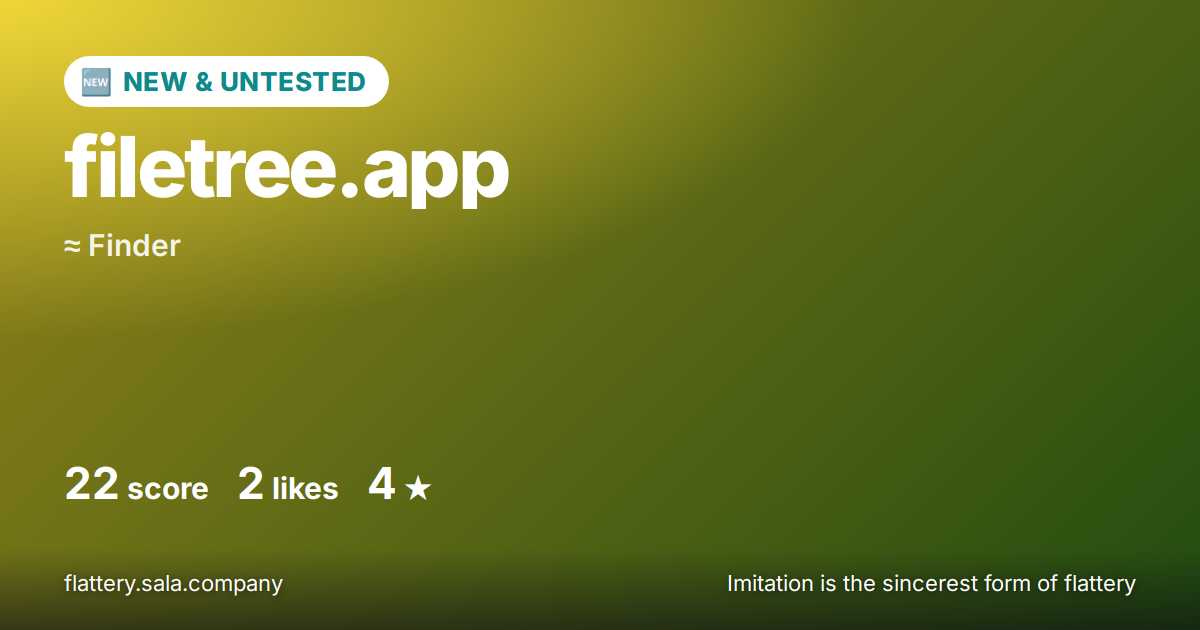 🆕 NEW & UNTESTED
filetree.app
≈ Finder
22 score 2 likes 4 ★
flattery.sala.company
Imitation is the sincerest form of flattery